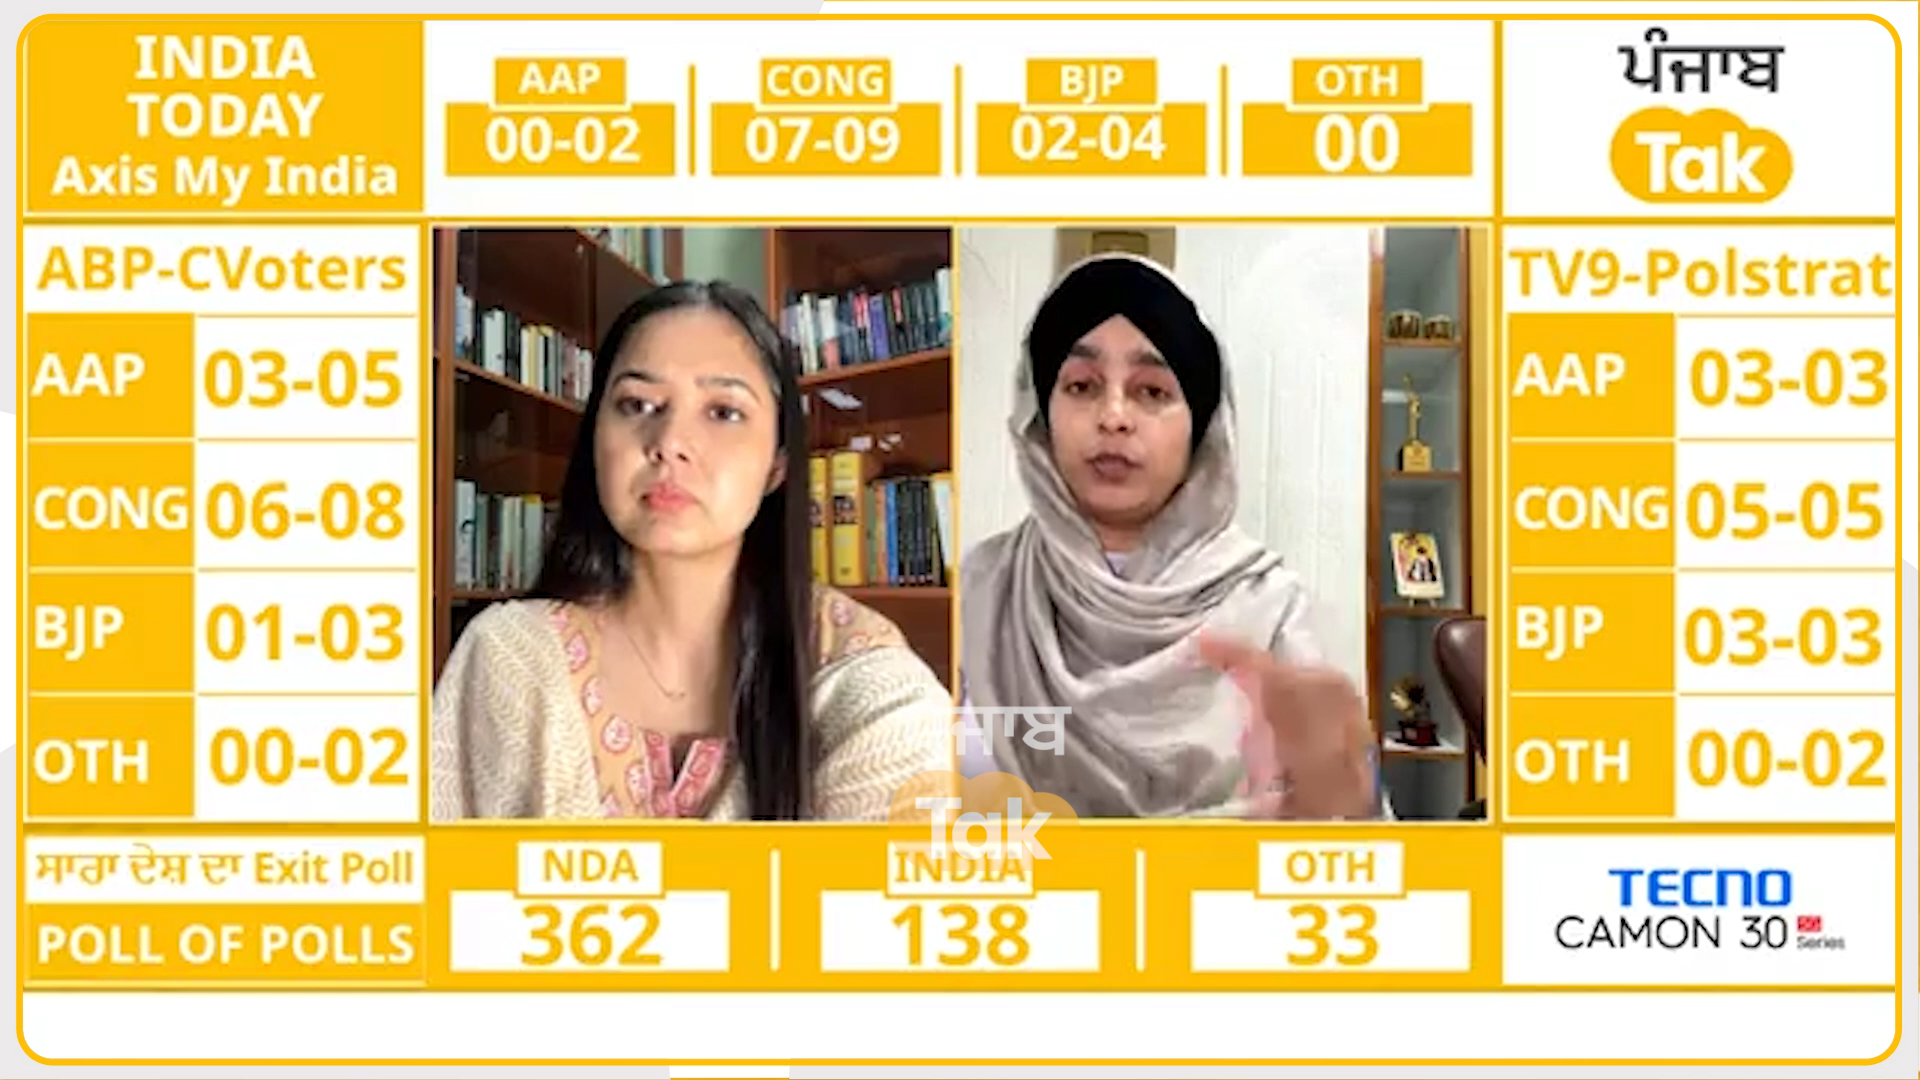 INDIA
TODAY
Axis My India
AAP
00-02
CONG
07-09
BJP
02-04
OTH
00
ਪੰਜਾਬ
Tak
ABP-CVoters
AAP 03-05
CONG 06-08
BJP 01-03
OTH 00-02
TV9-Polstrat
AAP 03-03
CONG 05-05
BJP 03-03
OTH 00-02
ਪੰਜਾਬ
Tak
ਸਾਰਾ ਦੇਸ਼ ਦਾ Exit Poll
POLL OF POLLS
NDA
362
INDIA
138
OTH
33
TECNO
CAMON 30 5G Series